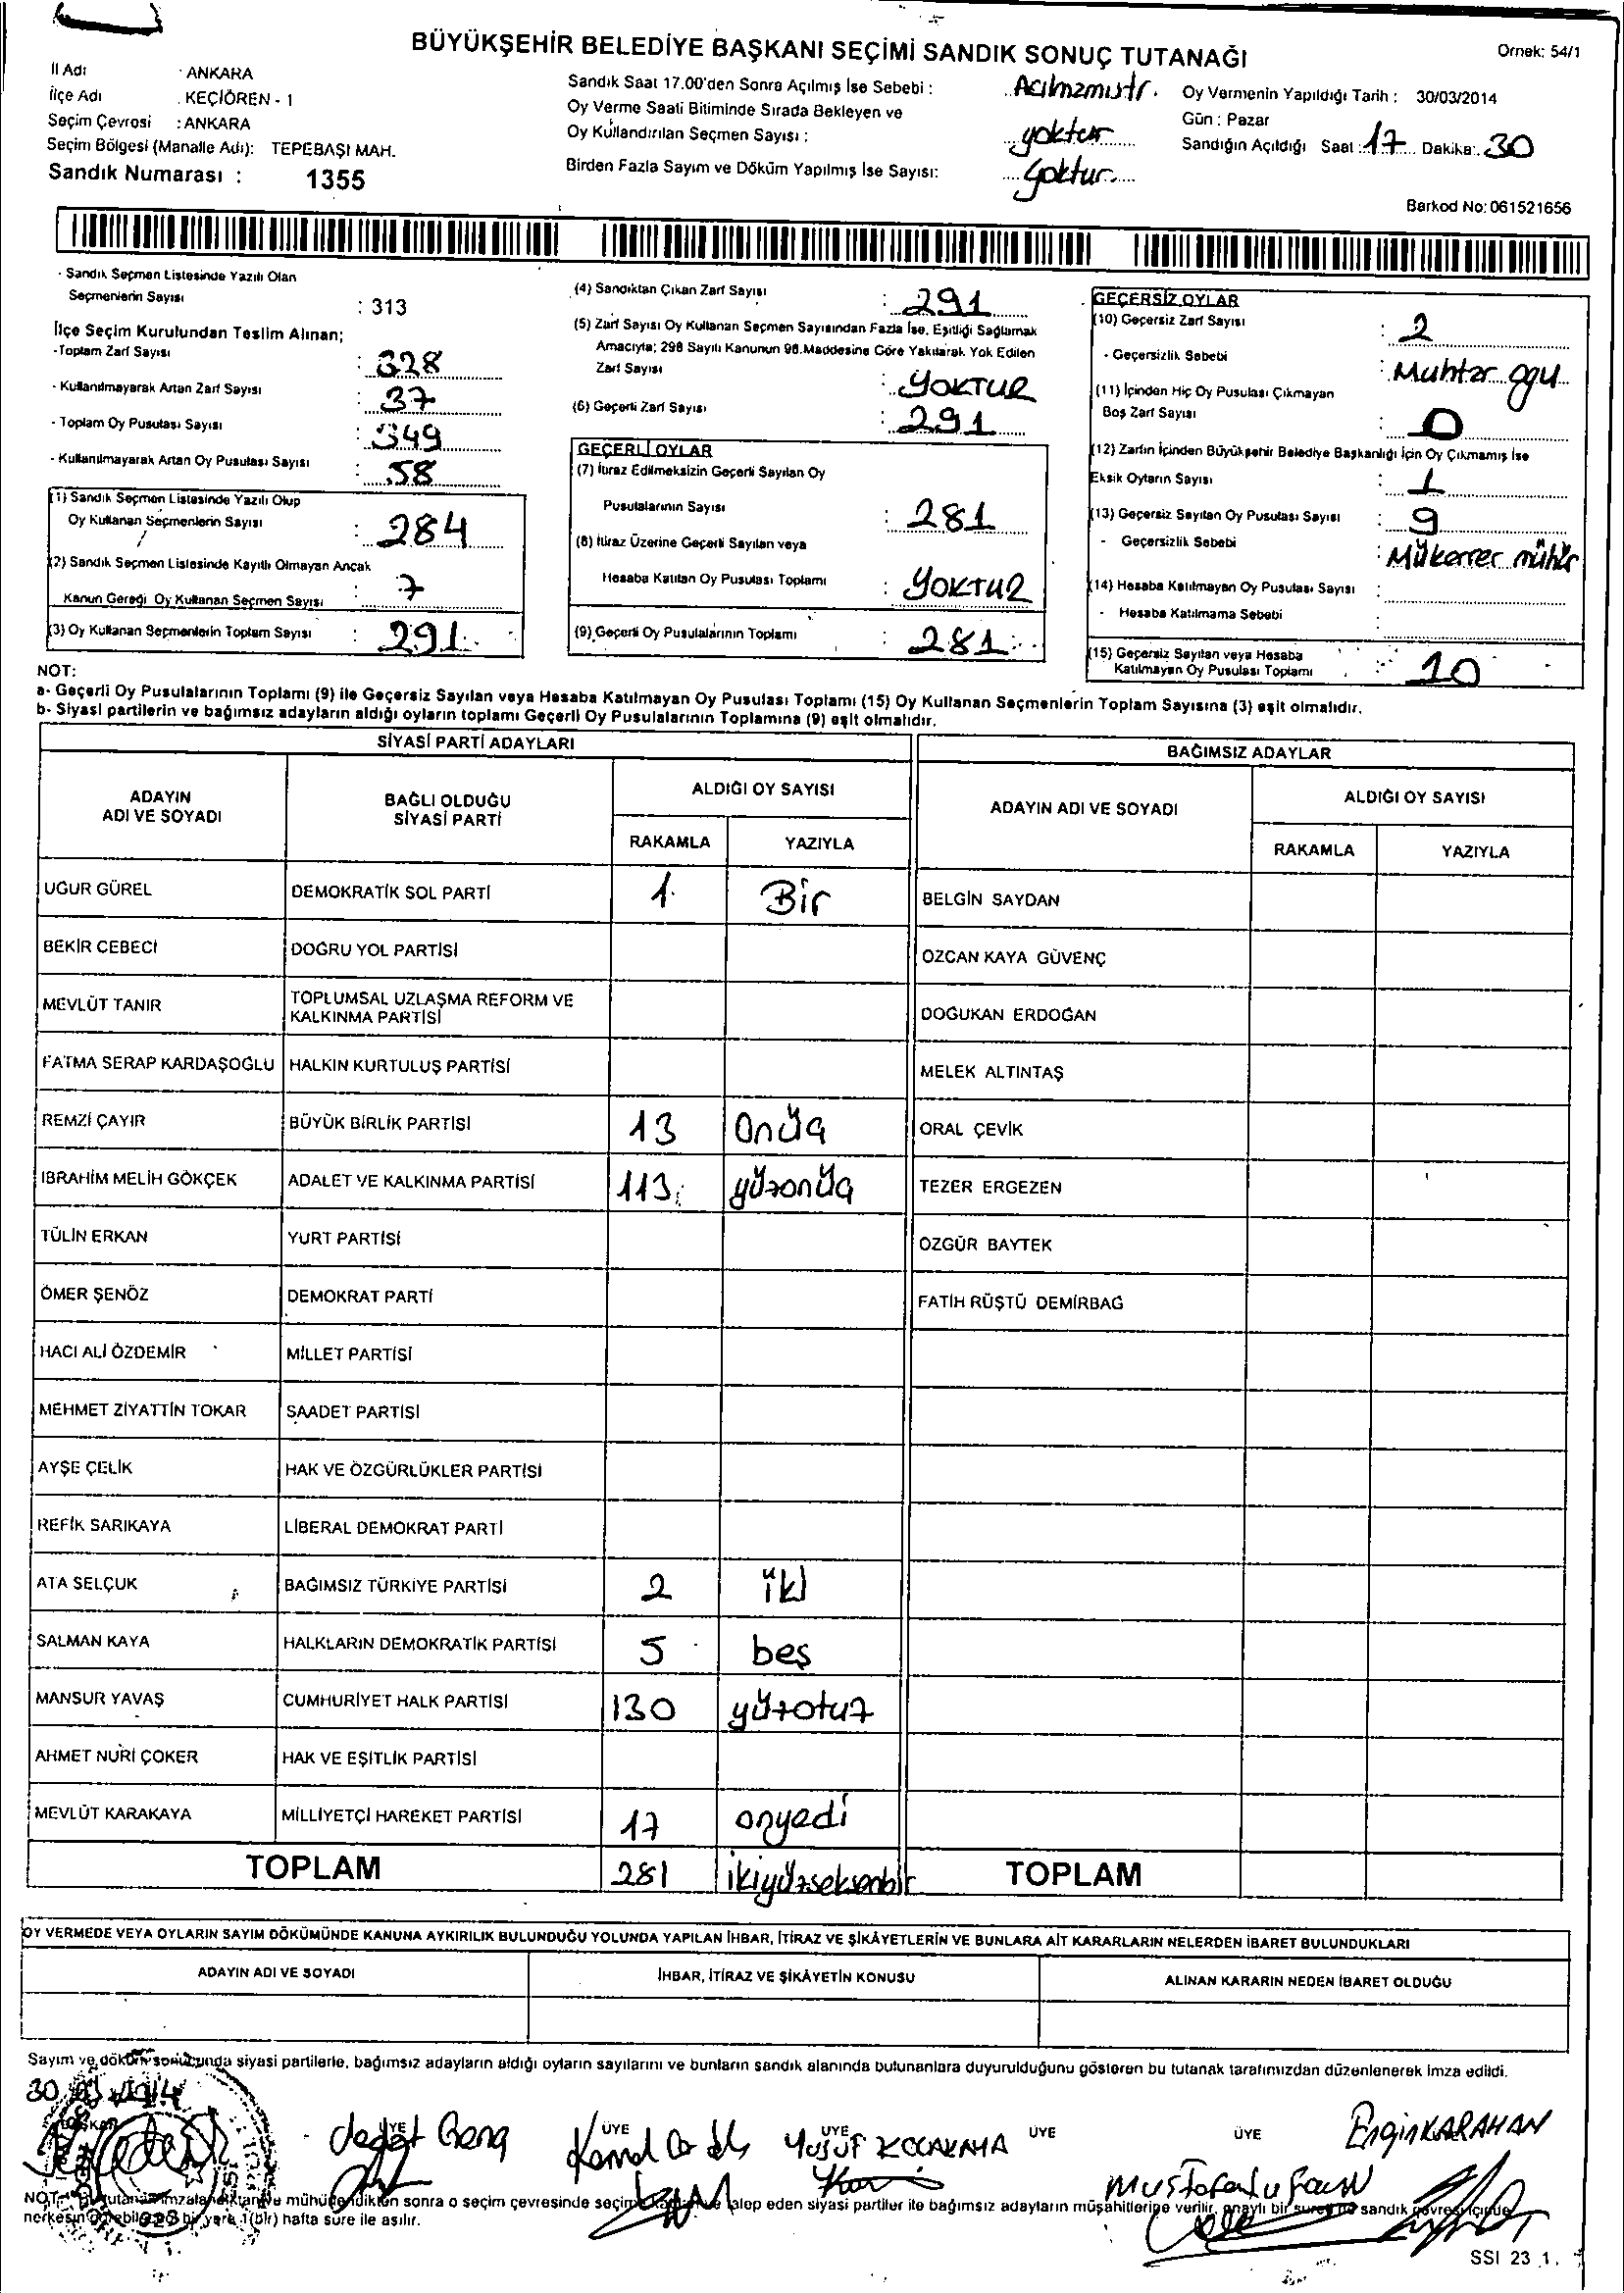 BÜYÜKŞEHİR BELEDİYE BAŞKANI SEÇİMİ SANDIK SONUÇ TUTANAĞI
Örnek: 54/1
İl Adı : ANKARA
İlçe Adı : KEÇİÖREN - 1
Seçim Çevresi : ANKARA
Seçim Bölgesi (Mahalle Adı): TEPEBAŞI MAH.
Sandık Numarası : 1355
Sandık Saat 17.00'den Sonra Açılmış İse Sebebi : Açılmamıştır.
Oy Verme Saati Bitiminde Sırada Bekleyen ve
Oy Kullandırılan Seçmen Sayısı : yoktur
Birden Fazla Sayım ve Döküm Yapılmış İse Sayısı: yoktur
Oy Vermenin Yapıldığı Tarih : 30/03/2014
Gün : Pazar
Sandığın Açıldığı Saat : 17 Dakika: 30
Barkod No: 061521656
- Sandık Seçmen Listesinde Yazılı Olan
Seçmenlerin Sayısı : 313
İlçe Seçim Kurulundan Teslim Alınan;
- Toplam Zarf Sayısı : 328
- Kullanılmayarak Artan Zarf Sayısı : 37
- Toplam Oy Pusulası Sayısı : 349
- Kullanılmayarak Artan Oy Pusulası Sayısı : 58
(1) Sandık Seçmen Listesinde Yazılı Olup
Oy Kullanan Seçmenlerin Sayısı : 284
(2) Sandık Seçmen Listesinde Kayıtlı Olmayan Ancak
Kanun Gereği Oy Kullanan Seçmen Sayısı : 7
(3) Oy Kullanan Seçmenlerin Toplam Sayısı : 291
(4) Sandıktan Çıkan Zarf Sayısı : 291
(5) Zarf Sayısı Oy Kullanan Seçmen Sayısından Fazla İse, Eşitliği Sağlamak
Amacıyla; 298 Sayılı Kanunun 98.Maddesine Göre Yakılarak Yok Edilen
Zarf Sayısı : YOKTUR
(6) Geçerli Zarf Sayısı : 291
GEÇERLİ OYLAR
(7) İtiraz Edilmeksizin Geçerli Sayılan Oy
Pusulalarının Sayısı : 281
(8) İtiraz Üzerine Geçerli Sayılan veya
Hesaba Katılan Oy Pusulası Toplamı : YOKTUR
(9) Geçerli Oy Pusulalarının Toplamı : 281
GEÇERSİZ OYLAR
(10) Geçersiz Zarf Sayısı : 2
- Geçersizlik Sebebi : Muhtar oyu
(11) İçinden Hiç Oy Pusulası Çıkmayan
Boş Zarf Sayısı : 0
(12) Zarfın İçinden Büyükşehir Belediye Başkanlığı İçin Oy Çıkmamış İse
Eksik Oyların Sayısı : 1
(13) Geçersiz Sayılan Oy Pusulası Sayısı : 9
- Geçersizlik Sebebi : Mükerrer mühür
(14) Hesaba Katılmayan Oy Pusulası Sayısı :
- Hesaba Katılmama Sebebi :
(15) Geçersiz Sayılan veya Hesaba
Katılmayan Oy Pusulası Toplamı : 10
NOT:
a- Geçerli Oy Pusulalarının Toplamı (9) ile Geçersiz Sayılan veya Hesaba Katılmayan Oy Pusulası Toplamı (15) Oy Kullanan Seçmenlerin Toplam Sayısına (3) eşit olmalıdır.
b- Siyasi partilerin ve bağımsız adayların aldığı oyların toplamı Geçerli Oy Pusulalarının Toplamına (9) eşit olmalıdır.
SİYASİ PARTİ ADAYLARI
ADAYIN ADI VE SOYADI BAĞLI OLDUĞU SİYASİ PARTİ ALDIĞI OY SAYISI
RAKAMLA YAZIYLA
UĞUR GÜREL DEMOKRATİK SOL PARTİ 1 Bir
BEKİR CEBECİ DOĞRU YOL PARTİSİ
MEVLÜT TANIR TOPLUMSAL UZLAŞMA REFORM VE KALKINMA PARTİSİ
FATMA SERAP KARDAŞOĞLU HALKIN KURTULUŞ PARTİSİ
REMZİ ÇAYIR BÜYÜK BİRLİK PARTİSİ 13 Onüç
İBRAHİM MELİH GÖKÇEK ADALET VE KALKINMA PARTİSİ 113 yüzonüç
TÜLİN ERKAN YURT PARTİSİ
ÖMER ŞENÖZ DEMOKRAT PARTİ
HACI ALİ ÖZDEMİR MİLLET PARTİSİ
MEHMET ZİYATTİN TOKAR SAADET PARTİSİ
AYŞE ÇELİK HAK VE ÖZGÜRLÜKLER PARTİSİ
REFİK SARIKAYA LİBERAL DEMOKRAT PARTİ
ATA SELÇUK BAĞIMSIZ TÜRKİYE PARTİSİ 2 iki
SALMAN KAYA HALKLARIN DEMOKRATİK PARTİSİ 5 beş
MANSUR YAVAŞ CUMHURİYET HALK PARTİSİ 130 yüzotuz
AHMET NURİ ÇOKER HAK VE EŞİTLİK PARTİSİ
MEVLÜT KARAKAYA MİLLİYETÇİ HAREKET PARTİSİ 17 onyedi
TOPLAM 281 ikiyüzseksenbir
BAĞIMSIZ ADAYLAR
ADAYIN ADI VE SOYADI ALDIĞI OY SAYISI
RAKAMLA YAZIYLA
BELGİN SAYDAN
ÖZCAN KAYA GÜVENÇ
DOĞUKAN ERDOĞAN
MELEK ALTINTAŞ
ORAL ÇEVİK
TEZER ERGEZEN
ÖZGÜR BAYTEK
FATİH RÜŞTÜ DEMİRBAĞ
TOPLAM
OY VERMEDE VEYA OYLARIN SAYIM DÖKÜMÜNDE KANUNA AYKIRILIK BULUNDUĞU YOLUNDA YAPILAN İHBAR, İTİRAZ VE ŞİKÂYETLERİN VE BUNLARA AİT KARARLARIN NELERDEN İBARET BULUNDUKLARI
ADAYIN ADI VE SOYADI İHBAR, İTİRAZ VE ŞİKÂYETİN KONUSU ALINAN KARARIN NEDEN İBARET OLDUĞU
Sayım ve döküm sonucunda siyasi partilerle, bağımsız adayların aldığı oyların sayılarını ve bunların sandık alanında bulunanlara duyurulduğunu gösteren bu tutanak tarafımızdan düzenlenerek imza edildi.
30 03 2014
ÜYE ÜYE ÜYE ÜYE ÜYE
Kemal YUSUF KOCAKAYA Engin KARAHAN
Mustafa
NOT: Bu tutanak imzalandıktan ve mühürlendikten sonra o seçim çevresinde seçime katılan ve talep eden siyasi partiler ile bağımsız adayların müşahitlerine verilir, onaylı bir sureti de sandık çevresi içinde
herkesin görebileceği bir yere 1(bir) hafta süre ile asılır.
SSI 23 1.